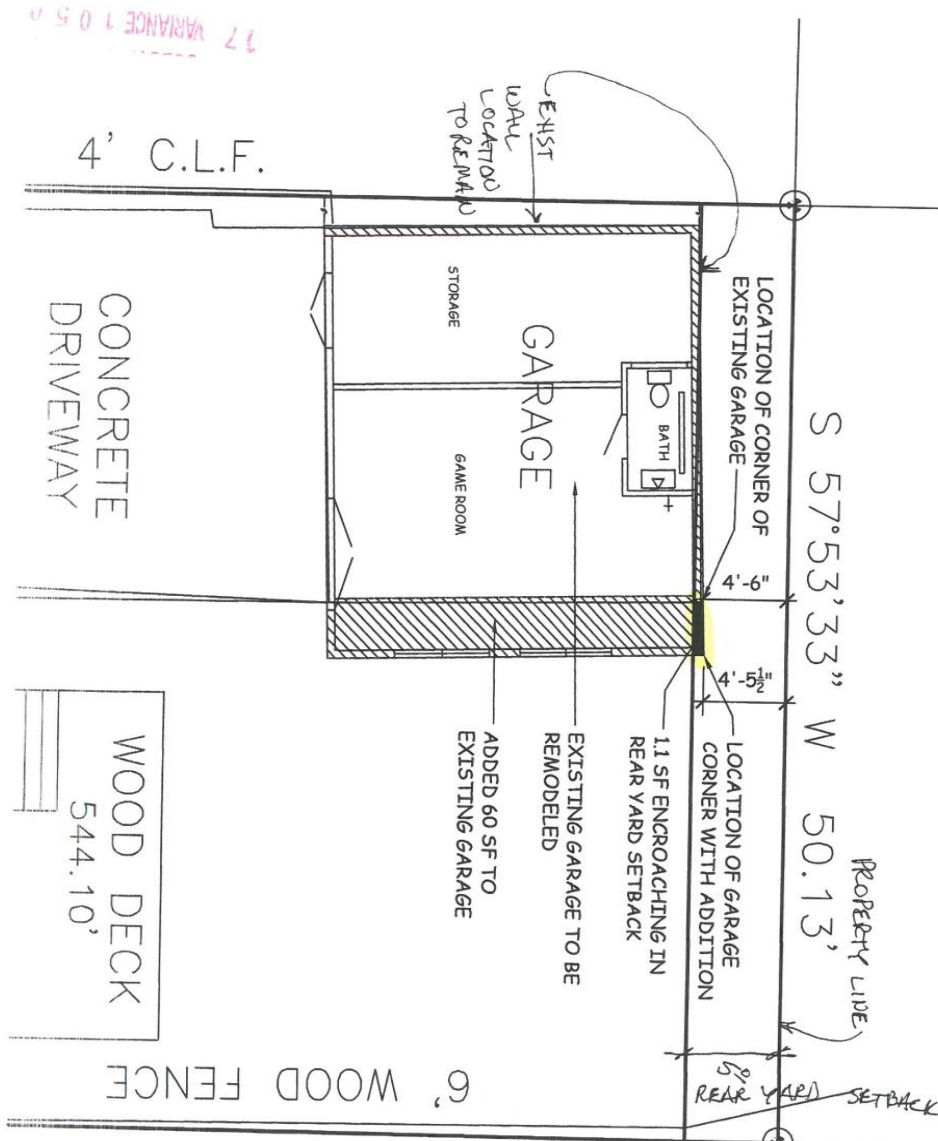 17 VARIANCE 1050
4' C.L.F.
EXIST
WALL
LOCATION
TO REMAIN
CONCRETE
DRIVEWAY
STORAGE
GARAGE
BATH
GAME ROOM
LOCATION OF CORNER OF
EXISTING GARAGE
S 57°53'33" W 50.13'
4'-6"
4'-5½"
LOCATION OF GARAGE
CORNER WITH ADDITION
1.1 SF ENCROACHING IN
REAR YARD SETBACK
EXISTING GARAGE TO BE
REMODELED
ADDED 60 SF TO
EXISTING GARAGE
WOOD DECK
544.10'
PROPERTY LINE
6' WOOD FENCE
5'0
REAR YARD SETBACK